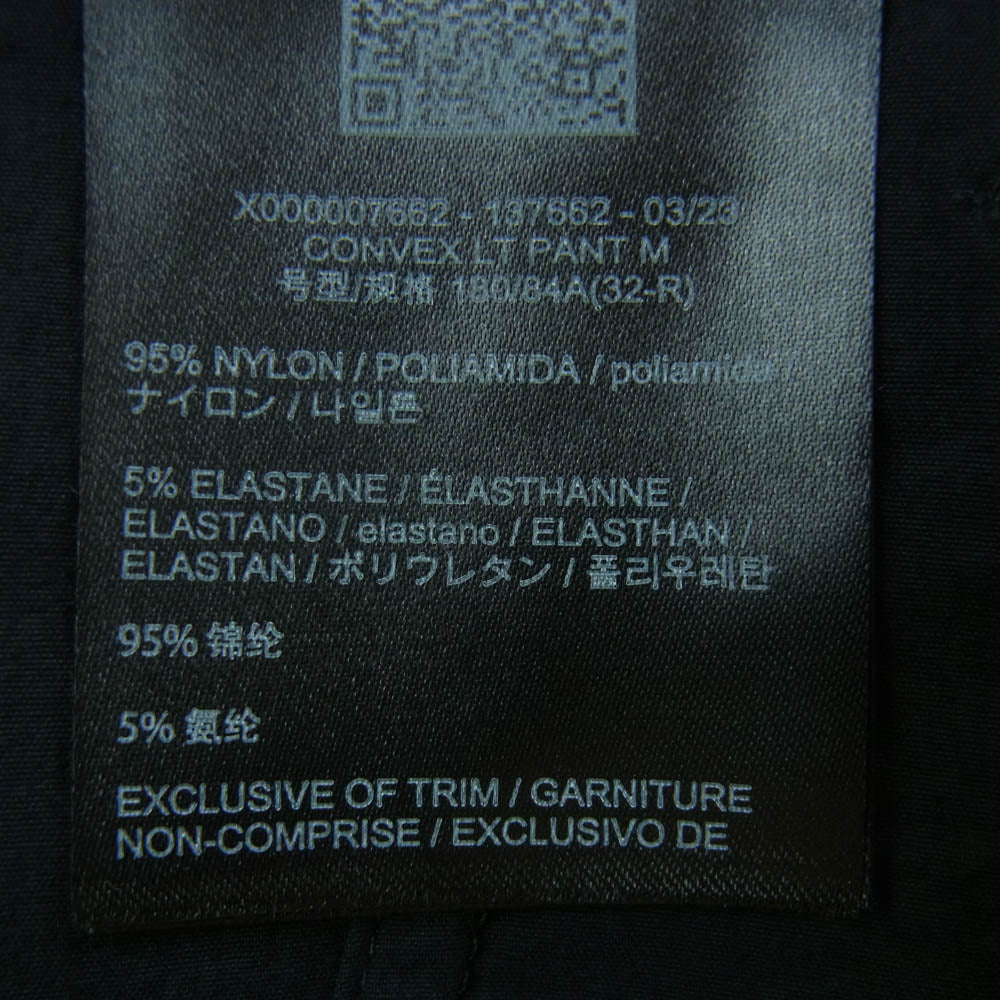 X000007662 - 187662 - 03/23
CONVEX LT PANT M
号型/规格 180/84A(32-R)
95% NYLON / POLIAMIDA / poliamida
ナイロン / 나일론
5% ELASTANE / ÉLASTHANNE /
ELASTANO / elastano / ELASTHAN /
ELASTAN / ポリウレタン / 폴리우레탄
95% 锦纶
5% 氨纶
EXCLUSIVE OF TRIM / GARNITURE
NON-COMPRISE / EXCLUSIVO DE